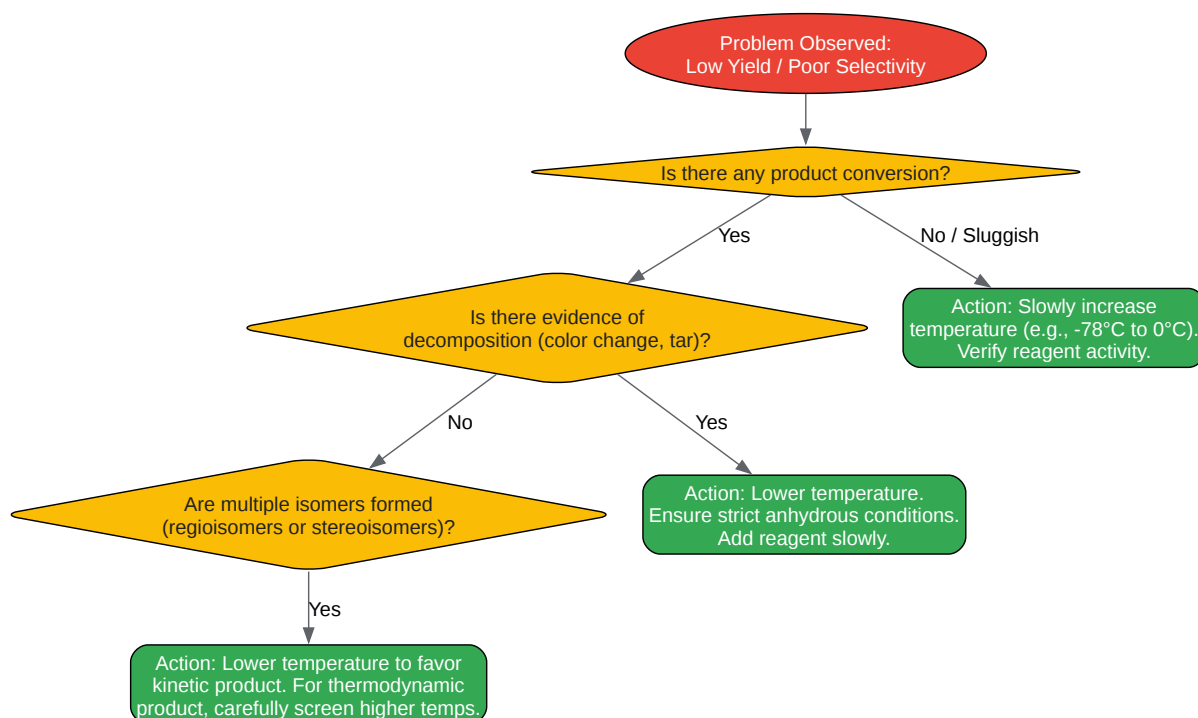 Problem Observed:
Low Yield / Poor Selectivity
Is there any product conversion?
Yes
No / Sluggish
Is there evidence of
decomposition (color change, tar)?
Action: Slowly increase
temperature (e.g., -78°C to 0°C).
Verify reagent activity.
No
Yes
Are multiple isomers formed
(regioisomers or stereoisomers)?
Action: Lower temperature.
Ensure strict anhydrous conditions.
Add reagent slowly.
Yes
Action: Lower temperature to favor
kinetic product. For thermodynamic
product, carefully screen higher temps.